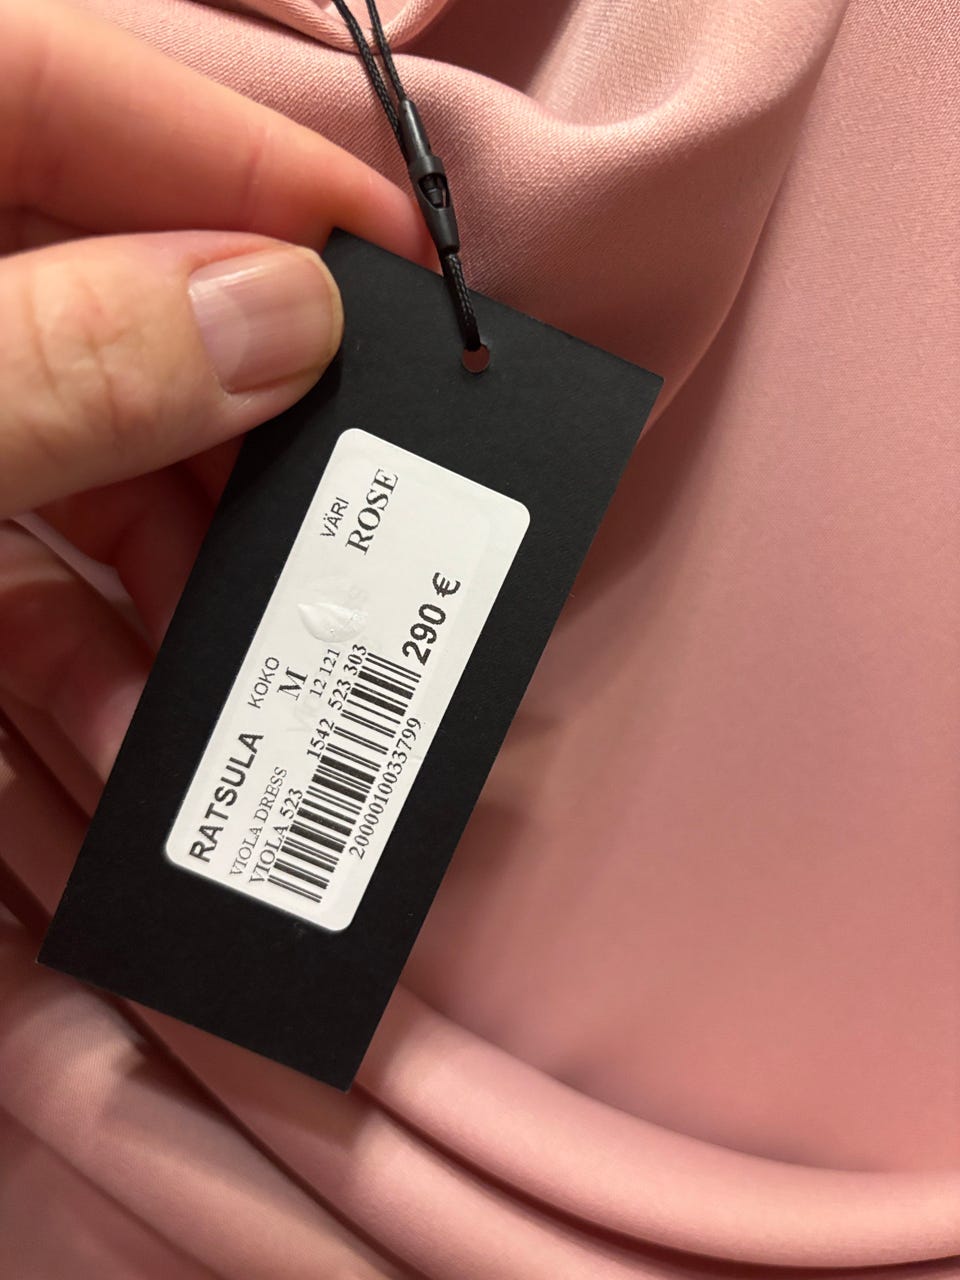 RATSULA
KOKO
VÄRI
M
ROSE
VIOLA DRESS
12 121
VIOLA 523
1542 523 303
290 €
2000010033799